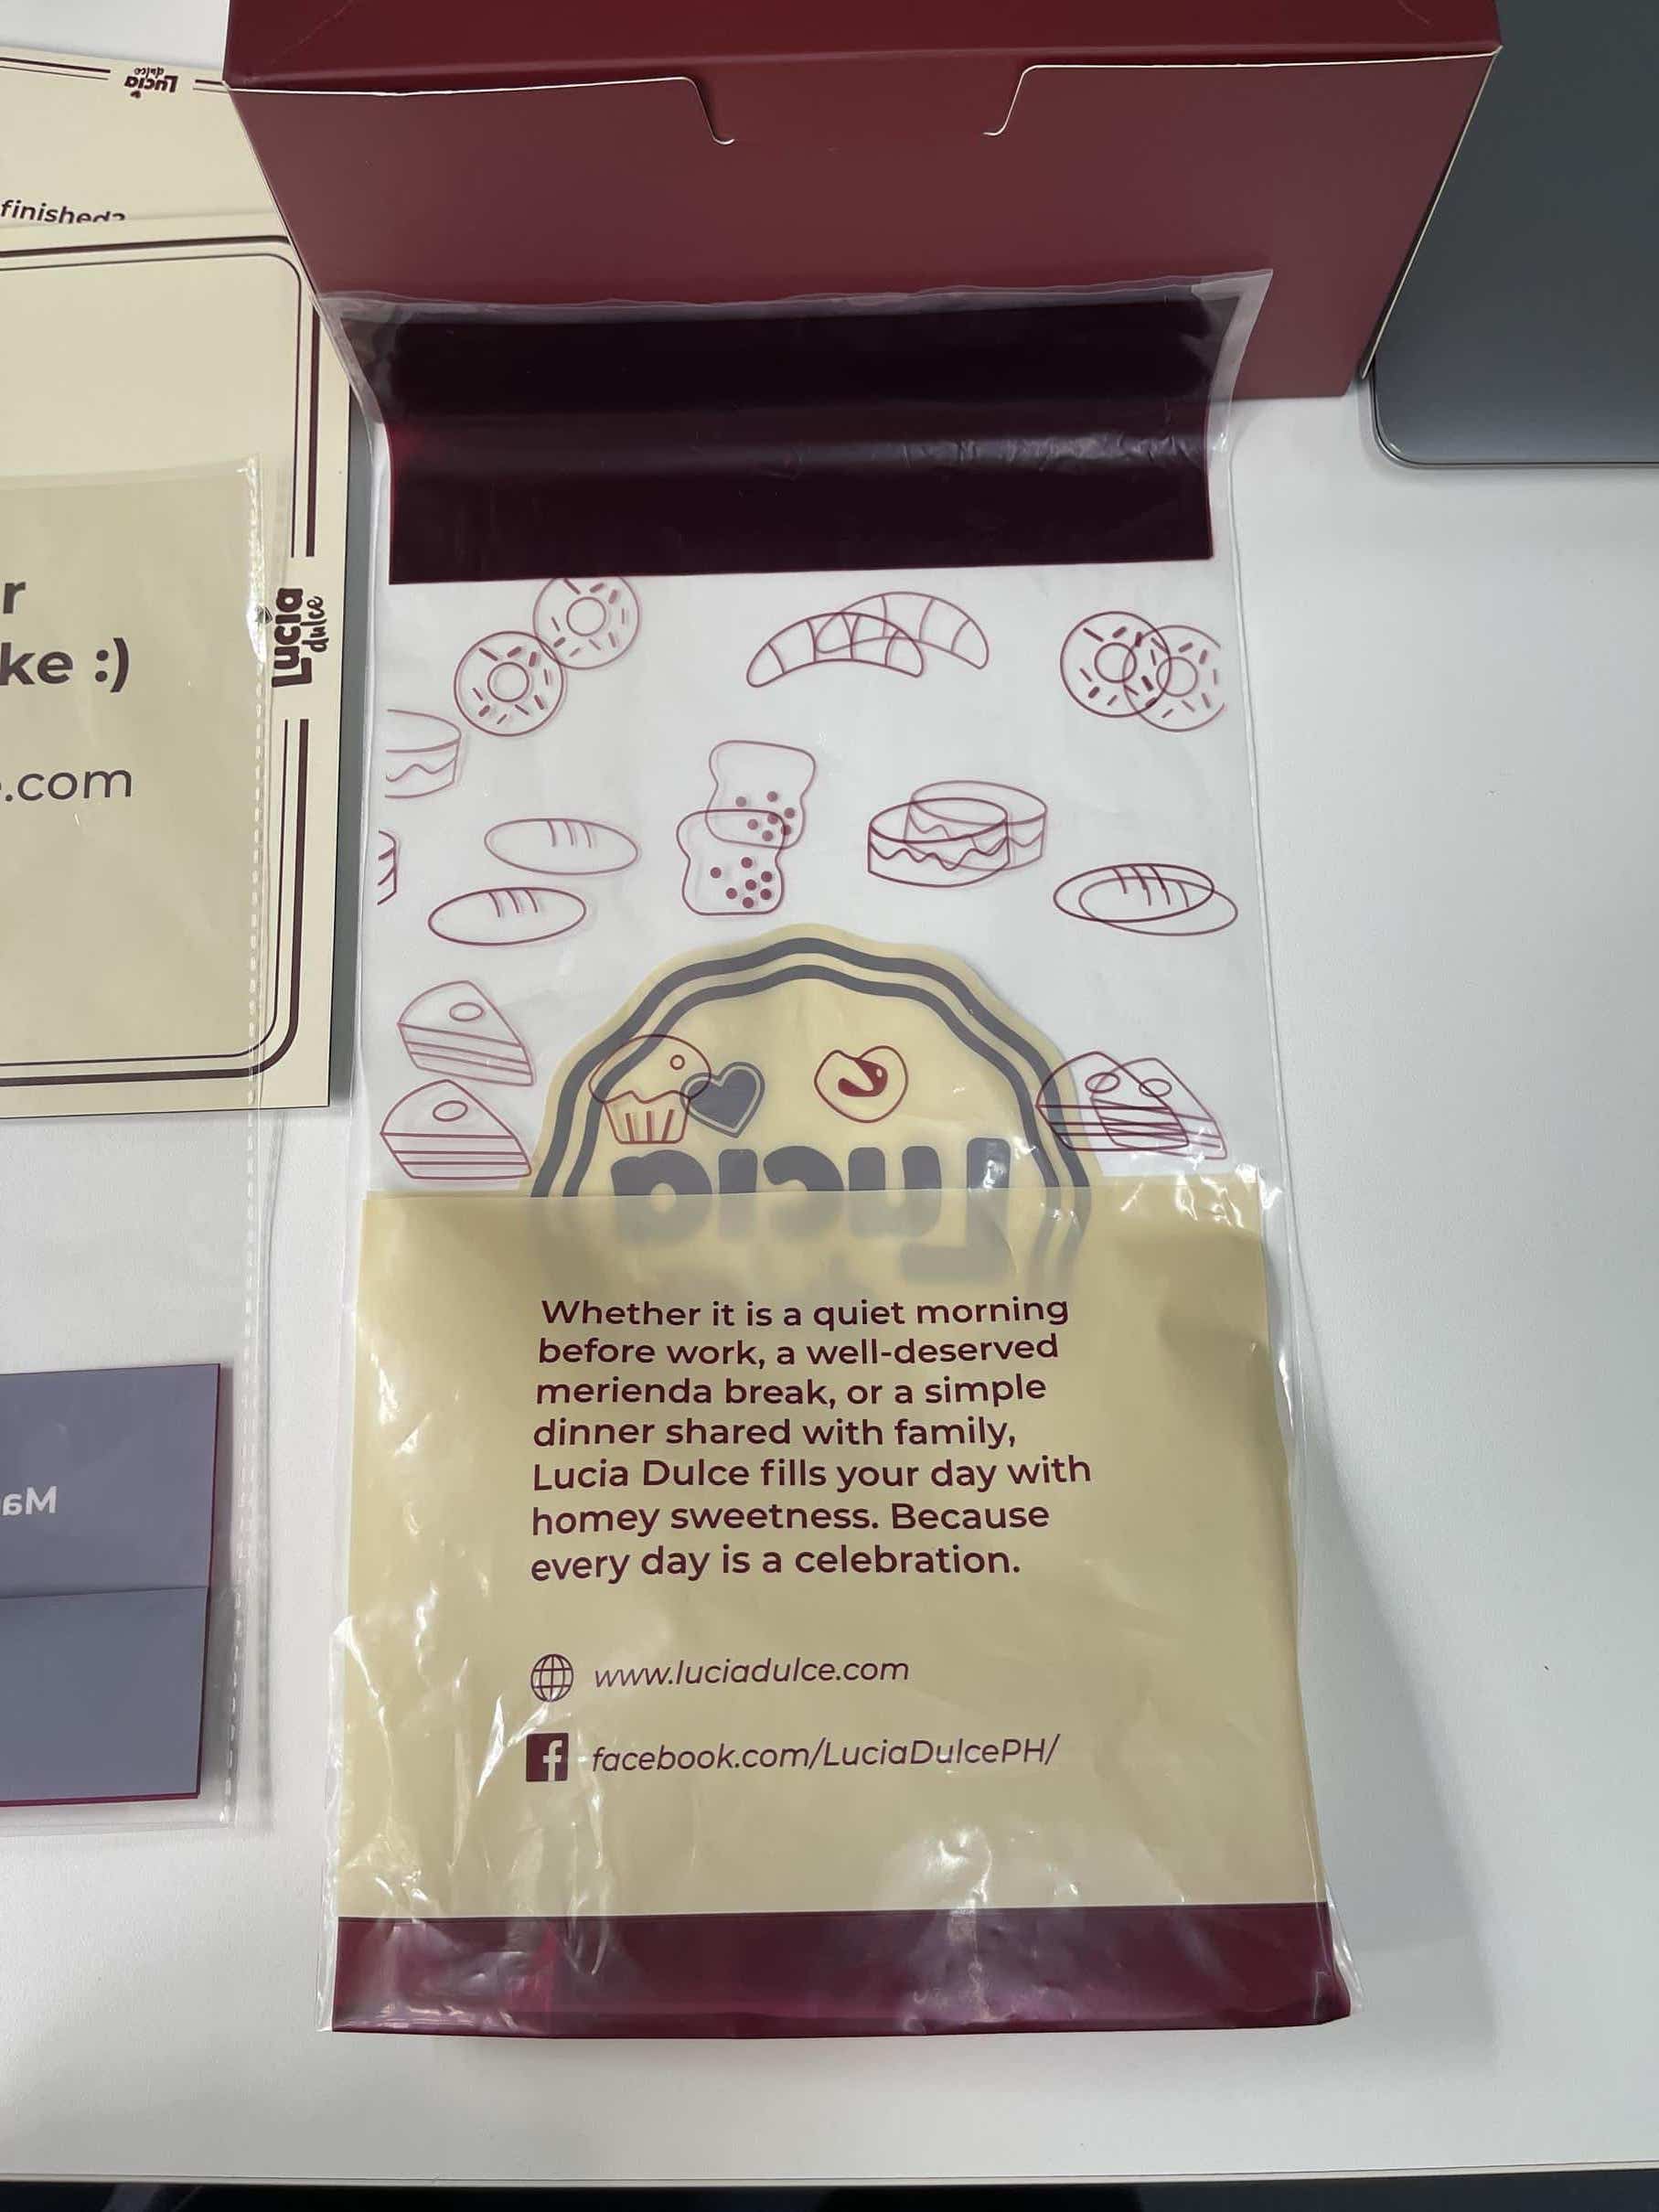 Lucia
dulce
finished?
r
ke :)
.com
Lucia
dulce
Lucia
Whether it is a quiet morning
before work, a well-deserved
merienda break, or a simple
dinner shared with family,
Lucia Dulce fills your day with
homey sweetness. Because
every day is a celebration.
www.luciadulce.com
f facebook.com/LuciaDulcePH/
Ma